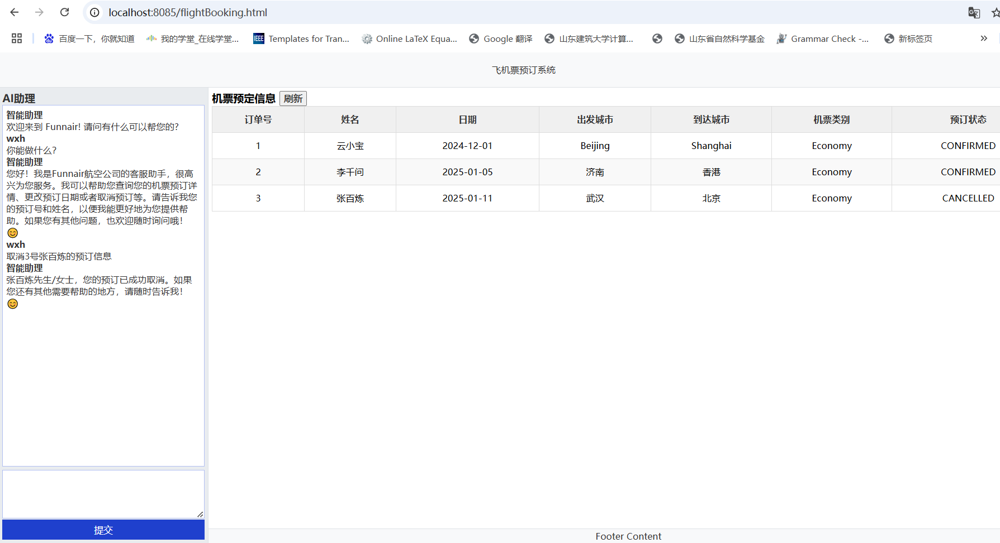 localhost:8085/flightBooking.html
百度一下，你就知道 我的学堂_在线学堂... IEEE Templates for Tran... Online LaTeX Equa... Google 翻译 山东建筑大学计算... 山东省自然科学基金 Grammar Check -... 新标签页
飞机票预订系统
AI助理
智能助理
欢迎来到 Funnair! 请问有什么可以帮您的?
wxh
你能做什么?
智能助理
您好！我是Funnair航空公司的客服助手，很高
兴为您服务。我可以帮助您查询您的机票预订详
情、更改预订日期或者取消预订等。请告诉我您
的预订号和姓名，以便我能更好地为您提供帮
助。如果您有其他问题，也欢迎随时询问哦！
😊
wxh
取消3号张百炼的预订信息
智能助理
张百炼先生/女士，您的预订已成功取消。如果
您还有其他需要帮助的地方，请随时告诉我！
😊
提交
机票预定信息 刷新
订单号 姓名 日期 出发城市 到达城市 机票类别 预订状态
1 云小宝 2024-12-01 Beijing Shanghai Economy CONFIRMED
2 李千问 2025-01-05 济南 香港 Economy CONFIRMED
3 张百炼 2025-01-11 武汉 北京 Economy CANCELLED
Footer Content